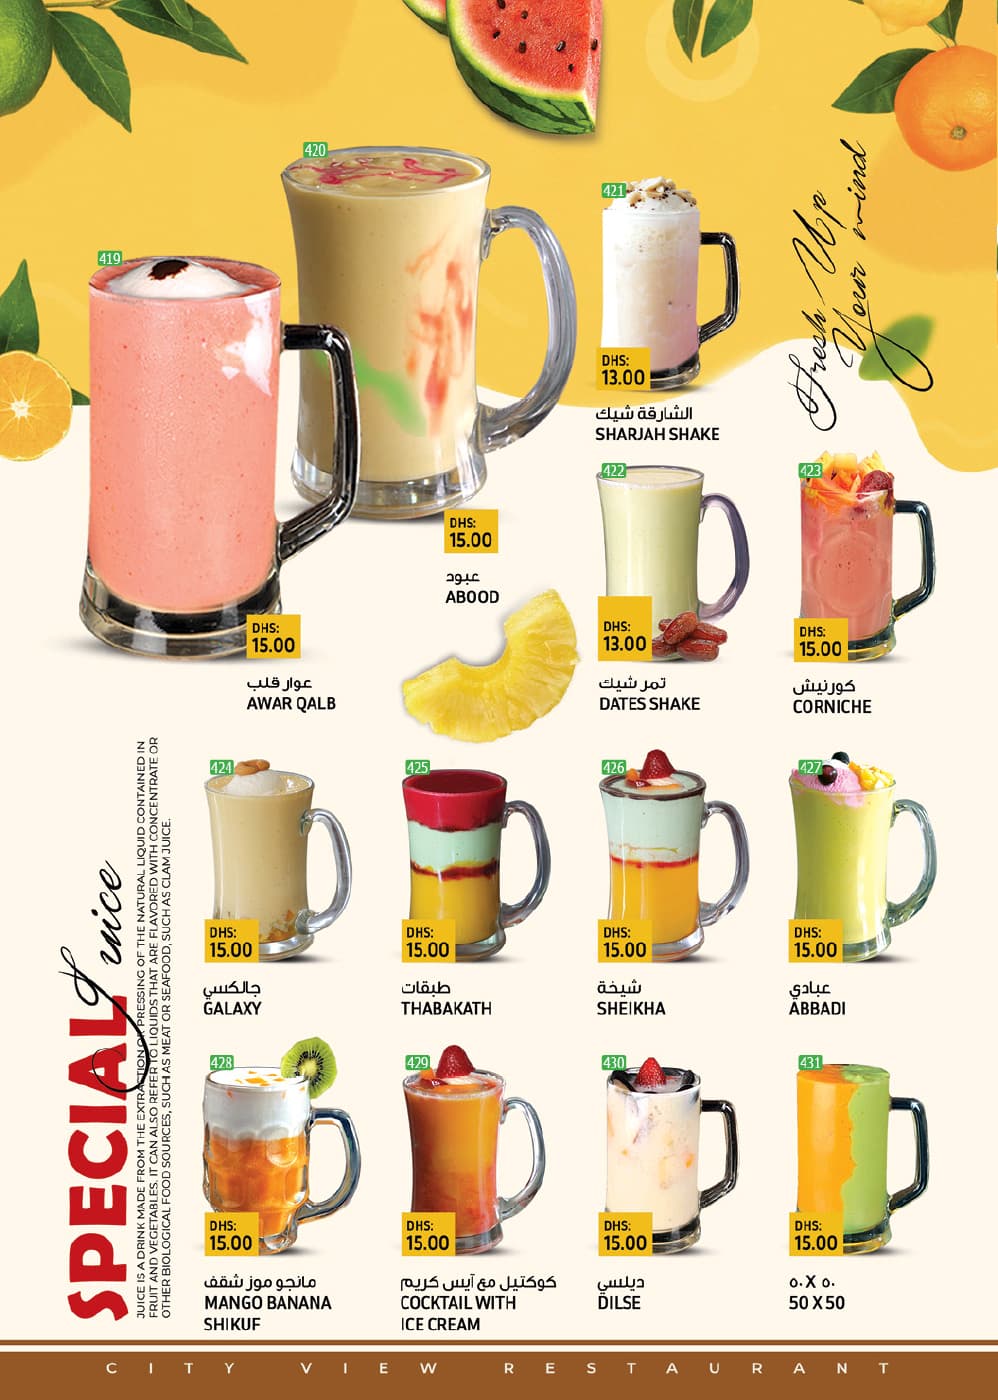 Fresh Up
Your mind
419
DHS:
15.00
عوار قلب
AWAR QALB
420
DHS:
15.00
عبود
ABOOD
421
DHS:
13.00
الشارقة شيك
SHARJAH SHAKE
422
DHS:
13.00
تمر شيك
DATES SHAKE
423
DHS:
15.00
كورنيش
CORNICHE
424
DHS:
15.00
جالكسي
GALAXY
425
DHS:
15.00
طبقات
THABAKATH
426
DHS:
15.00
شيخة
SHEIKHA
427
DHS:
15.00
عبادي
ABBADI
428
DHS:
15.00
مانجو موز شقف
MANGO BANANA
SHIKUF
429
DHS:
15.00
كوكتيل مع آيس كريم
COCKTAIL WITH
ICE CREAM
430
DHS:
15.00
ديلسي
DILSE
431
DHS:
15.00
٥٠ X ٥٠
50 X 50
SPECIAL Juice
JUICE IS A DRINK MADE FROM THE EXTRACTION OR PRESSING OF THE NATURAL LIQUID CONTAINED IN
FRUIT AND VEGETABLES. IT CAN ALSO REFER TO LIQUIDS THAT ARE FLAVORED WITH CONCENTRATE OR
OTHER BIOLOGICAL FOOD SOURCES, SUCH AS MEAT OR SEAFOOD, SUCH AS CLAM JUICE.
CITY VIEW RESTAURANT